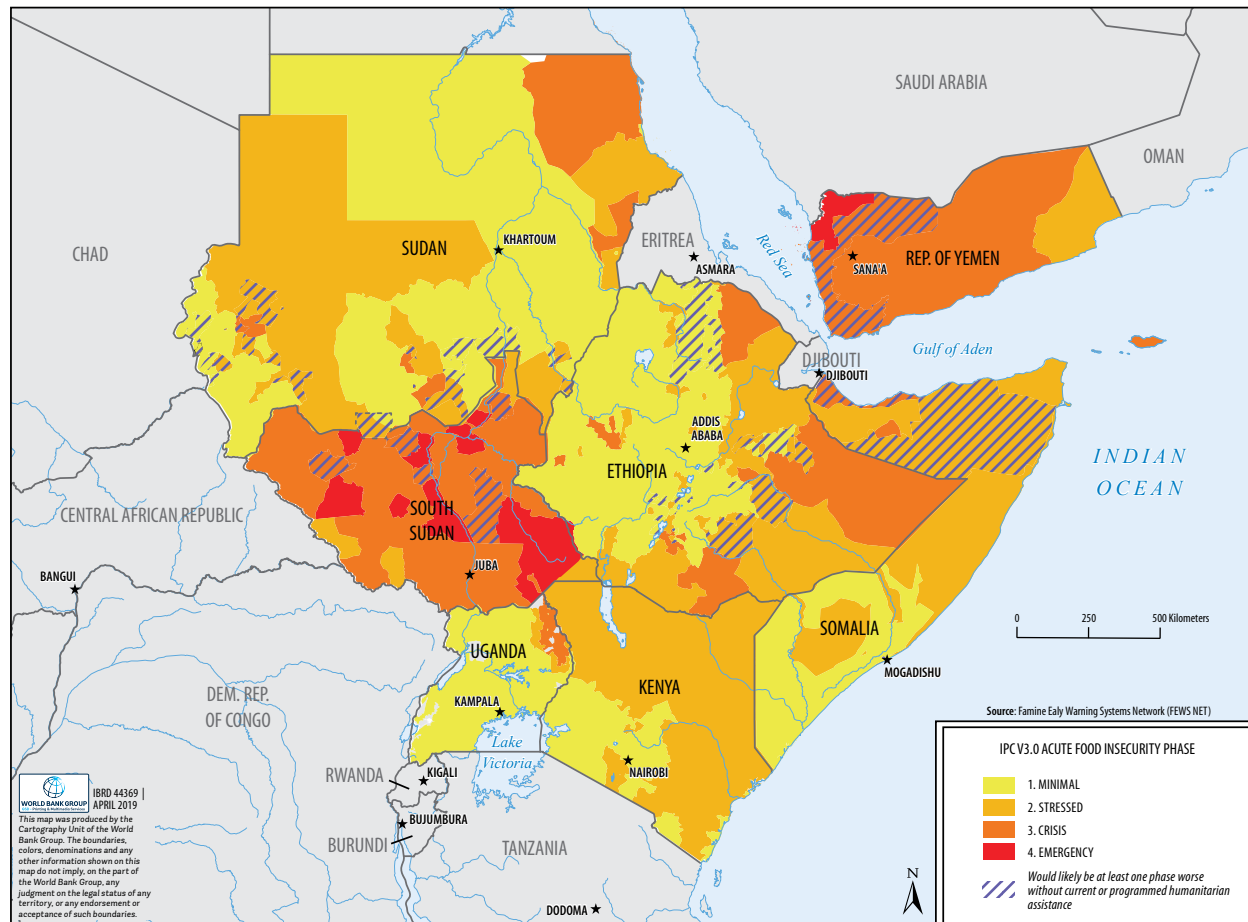 SAUDI ARABIA
OMAN
CHAD
SUDAN
KHARTOUM
ERITREA
ASMARA
Red Sea
SANA'A
REP. OF YEMEN
Gulf of Aden
DJIBOUTI
DJIBOUTI
ADDIS
ABABA
ETHIOPIA
INDIAN
OCEAN
CENTRAL AFRICAN REPUBLIC
SOUTH
SUDAN
BANGUI
JUBA
SOMALIA
0 250 500 Kilometers
UGANDA
KENYA
MOGADISHU
DEM. REP.
OF CONGO
KAMPALA
Lake
Victoria
NAIROBI
RWANDA
KIGALI
BUJUMBURA
BURUNDI
TANZANIA
DODOMA
Source: Famine Ealy Warning Systems Network (FEWS NET)
IPC V3.0 ACUTE FOOD INSECURITY PHASE
1. MINIMAL
2. STRESSED
3. CRISIS
4. EMERGENCY
Would likely be at least one phase worse
without current or programmed humanitarian
assistance
N
WORLD BANK GROUP
IBRD 44369 |
APRIL 2019
This map was produced by the
Cartography Unit of the World
Bank Group. The boundaries,
colors, denominations and any
other information shown on this
map do not imply, on the part of
the World Bank Group, any
judgment on the legal status of any
territory, or any endorsement or
acceptance of such boundaries.